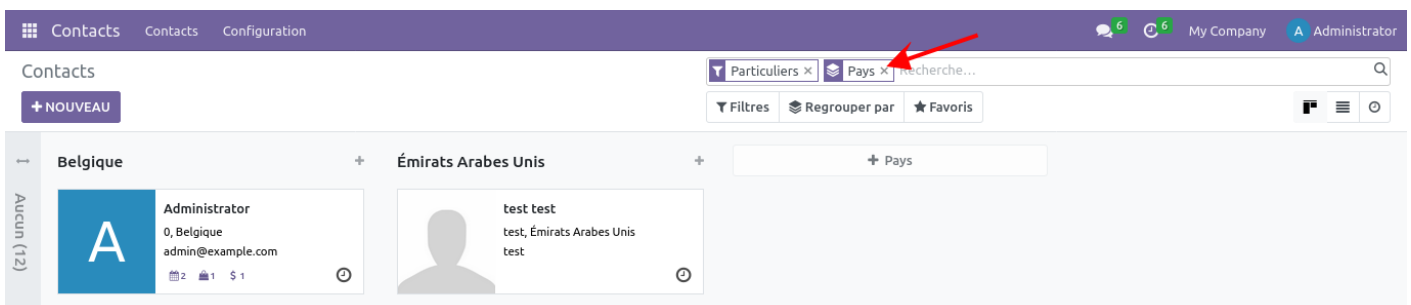 Contacts Contacts Configuration 6 6 My Company A Administrator
Contacts Particuliers × Pays × Recherche...
+ NOUVEAU Filtres Regrouper par Favoris
Belgique + Émirats Arabes Unis + + Pays
Aucun (12)
A
Administrator
0, Belgique
admin@example.com
2 1 $ 1
test test
test, Émirats Arabes Unis
test